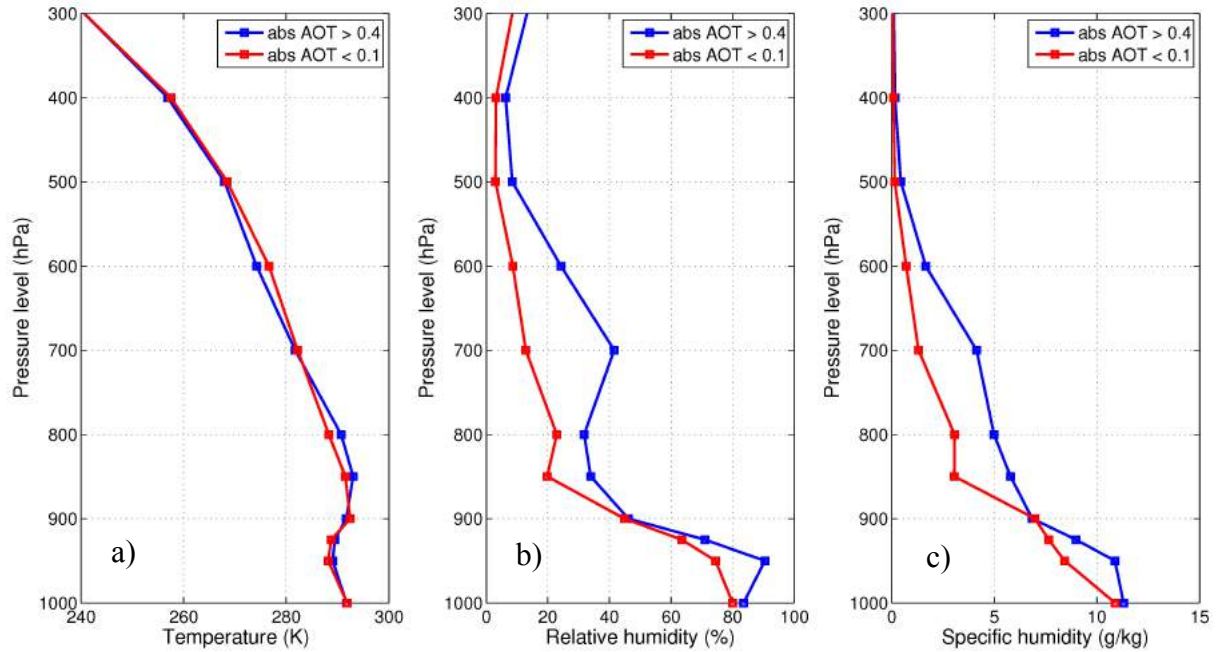 300
400
500
600
700
800
900
1000
Pressure level (hPa)
240
260
280
300
Temperature (K)
abs AOT > 0.4
abs AOT < 0.1
a)
300
400
500
600
700
800
900
1000
Pressure level (hPa)
0
20
40
60
80
100
Relative humidity (%)
abs AOT > 0.4
abs AOT < 0.1
b)
300
400
500
600
700
800
900
1000
Pressure level (hPa)
0
5
10
15
Specific humidity (g/kg)
abs AOT > 0.4
abs AOT < 0.1
c)